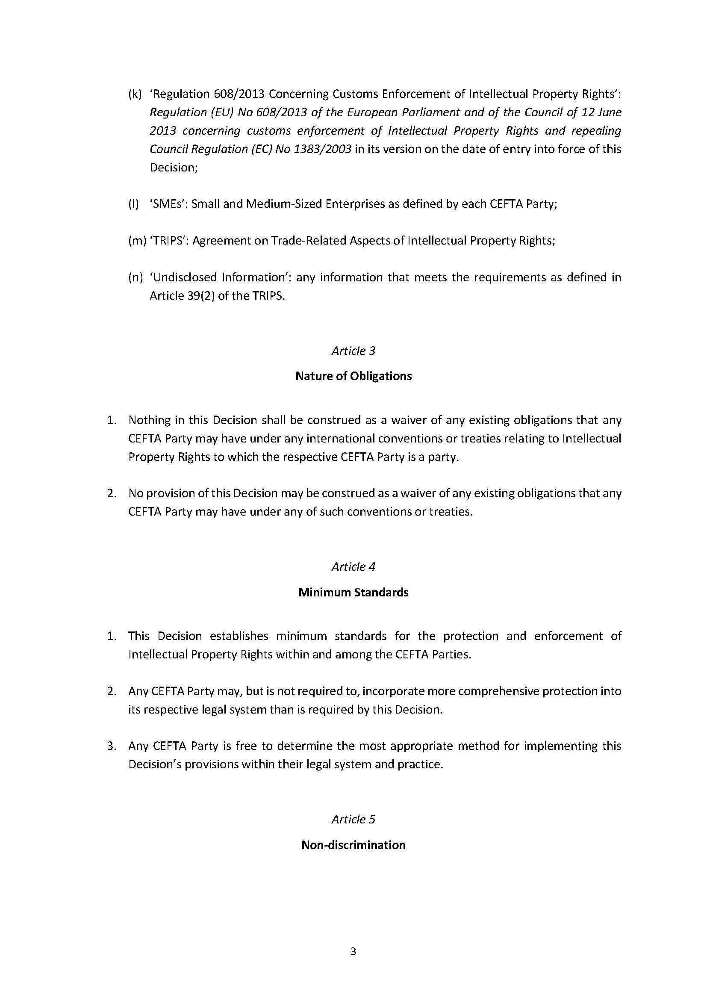 (k) ‘Regulation 608/2013 Concerning Customs Enforcement of Intellectual Property Rights’:
Regulation (EU) No 608/2013 of the European Parliament and of the Council of 12 June
2013 concerning customs enforcement of Intellectual Property Rights and repealing
Council Regulation (EC) No 1383/2003 in its version on the date of entry into force of this
Decision;
(l) ‘SMEs’: Small and Medium-Sized Enterprises as defined by each CEFTA Party;
(m) ‘TRIPS’: Agreement on Trade-Related Aspects of Intellectual Property Rights;
(n) ‘Undisclosed Information’: any information that meets the requirements as defined in
Article 39(2) of the TRIPS.
Article 3
Nature of Obligations
1. Nothing in this Decision shall be construed as a waiver of any existing obligations that any
CEFTA Party may have under any international conventions or treaties relating to Intellectual
Property Rights to which the respective CEFTA Party is a party.
2. No provision of this Decision may be construed as a waiver of any existing obligations that any
CEFTA Party may have under any of such conventions or treaties.
Article 4
Minimum Standards
1. This Decision establishes minimum standards for the protection and enforcement of
Intellectual Property Rights within and among the CEFTA Parties.
2. Any CEFTA Party may, but is not required to, incorporate more comprehensive protection into
its respective legal system than is required by this Decision.
3. Any CEFTA Party is free to determine the most appropriate method for implementing this
Decision’s provisions within their legal system and practice.
Article 5
Non-discrimination
3